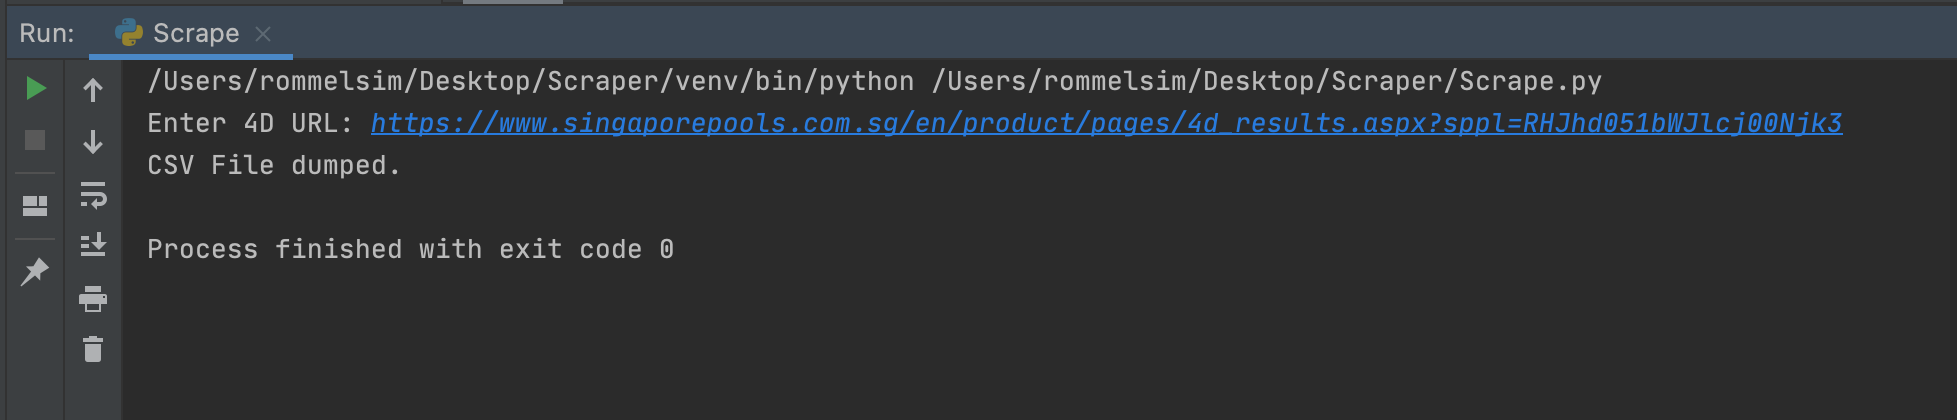 Run: Scrape
/Users/rommelsim/Desktop/Scraper/venv/bin/python /Users/rommelsim/Desktop/Scraper/Scrape.py
Enter 4D URL: https://www.singaporepools.com.sg/en/product/pages/4d_results.aspx?sppl=RHJhd051bWJlcj00Njk3
CSV File dumped.
Process finished with exit code 0